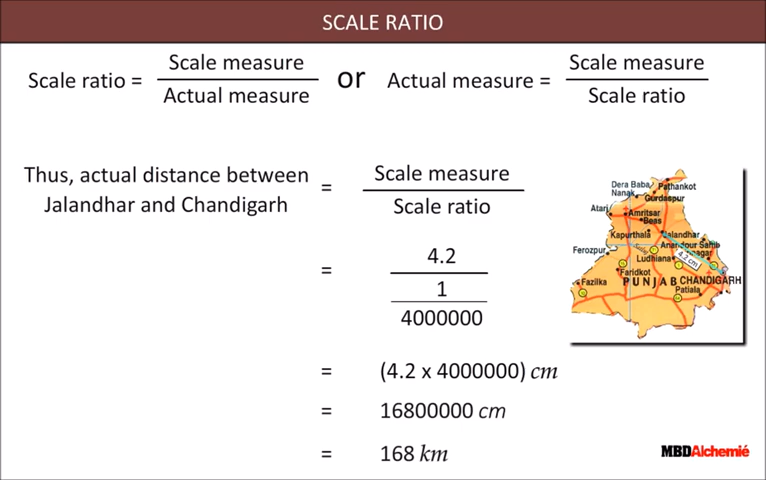 SCALE RATIO
Scale ratio = Scale measure / Actual measure or Actual measure = Scale measure / Scale ratio
Thus, actual distance between
Jalandhar and Chandigarh
= Scale measure / Scale ratio
= 4.2 / 1 / 4000000
= (4.2 x 4000000) cm
= 16800000 cm
= 168 km
Dera Baba
Nanak
Pathankot
Gurdaspur
Atari
Amritsar
Beas
Kapurthala
Jalandhar
Anandpur Sahib
Ferozpur
Ludhiana
4.2 cm
Faridkot
Fazilka
PUNJAB
CHANDIGARH
Patiala
MBDAlchemié